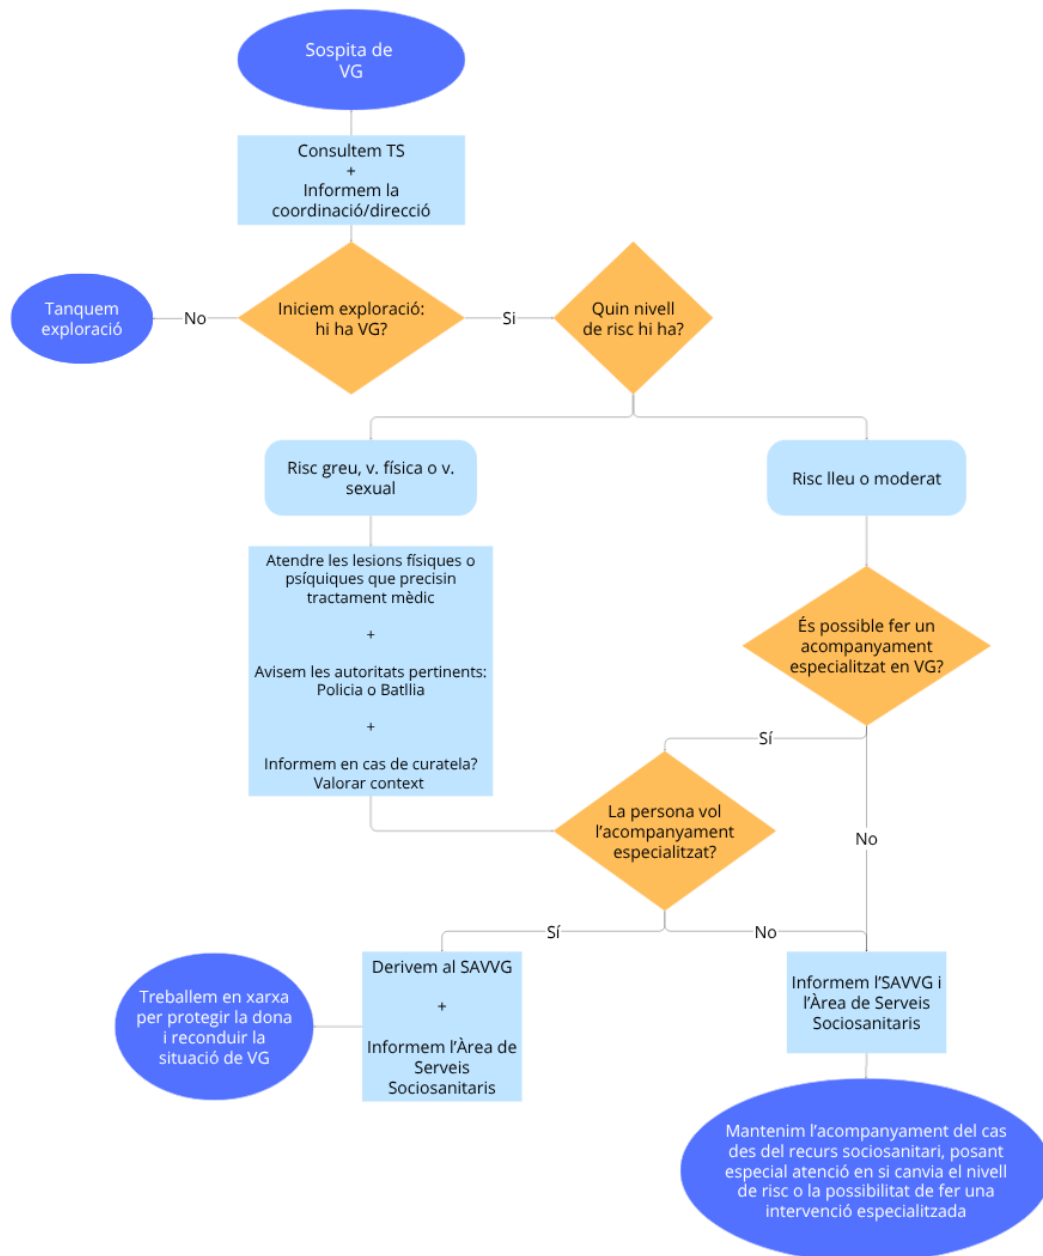 Sospita de
VG
Consultem TS
+
Informem la
coordinació/direcció
Tanquem
exploració
No
Iniciem exploració:
hi ha VG?
Si
Quin nivell
de risc hi ha?
Risc greu, v. física o v.
sexual
Risc lleu o moderat
Atendre les lesions físiques o
psíquiques que precisin
tractament mèdic
+
Avisem les autoritats pertinents:
Policia o Batllia
+
Informem en cas de curatela?
Valorar context
És possible fer un
acompanyament
especialitzat en VG?
Sí
No
La persona vol
l’acompanyament
especialitzat?
Sí
No
Derivem al SAVVG
+
Informem l’Àrea de
Serveis
Sociosanitaris
Treballem en xarxa
per protegir la dona
i reconduir la
situació de VG
Informem l’SAVVG i
l’Àrea de Serveis
Sociosanitaris
Mantenim l’acompanyament del cas
des del recurs sociosanitari, posant
especial atenció en si canvia el nivell
de risc o la possibilitat de fer una
intervenció especialitzada